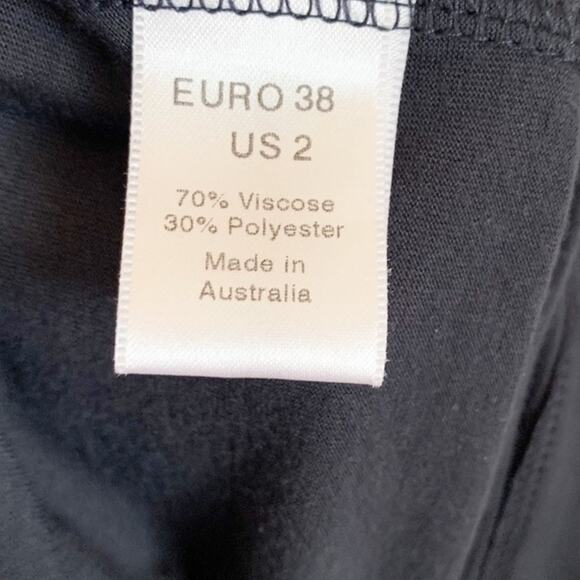 EURO 38
US 2
70% Viscose
30% Polyester
Made in
Australia